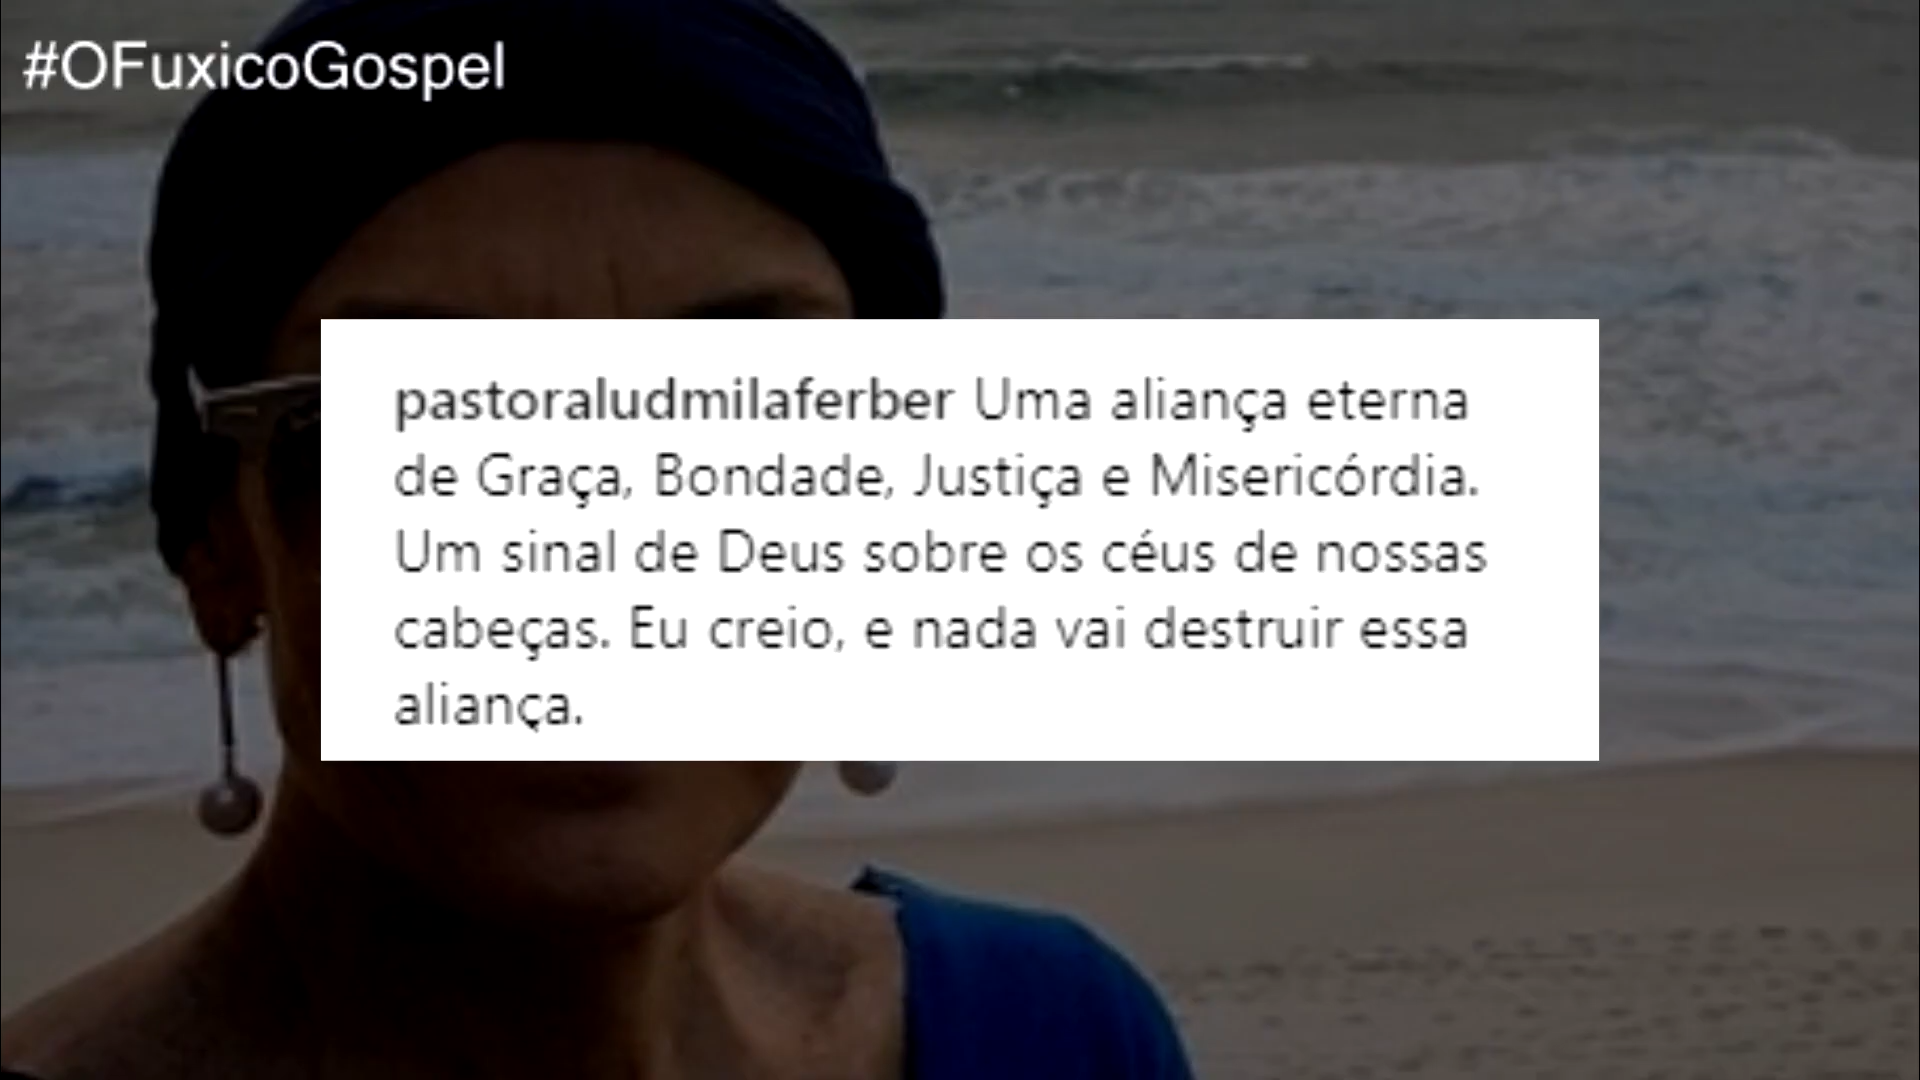 #OFuxicoGospel
pastoraludmilaferber Uma aliança eterna
de Graça, Bondade, Justiça e Misericórdia.
Um sinal de Deus sobre os céus de nossas
cabeças. Eu creio, e nada vai destruir essa
aliança.